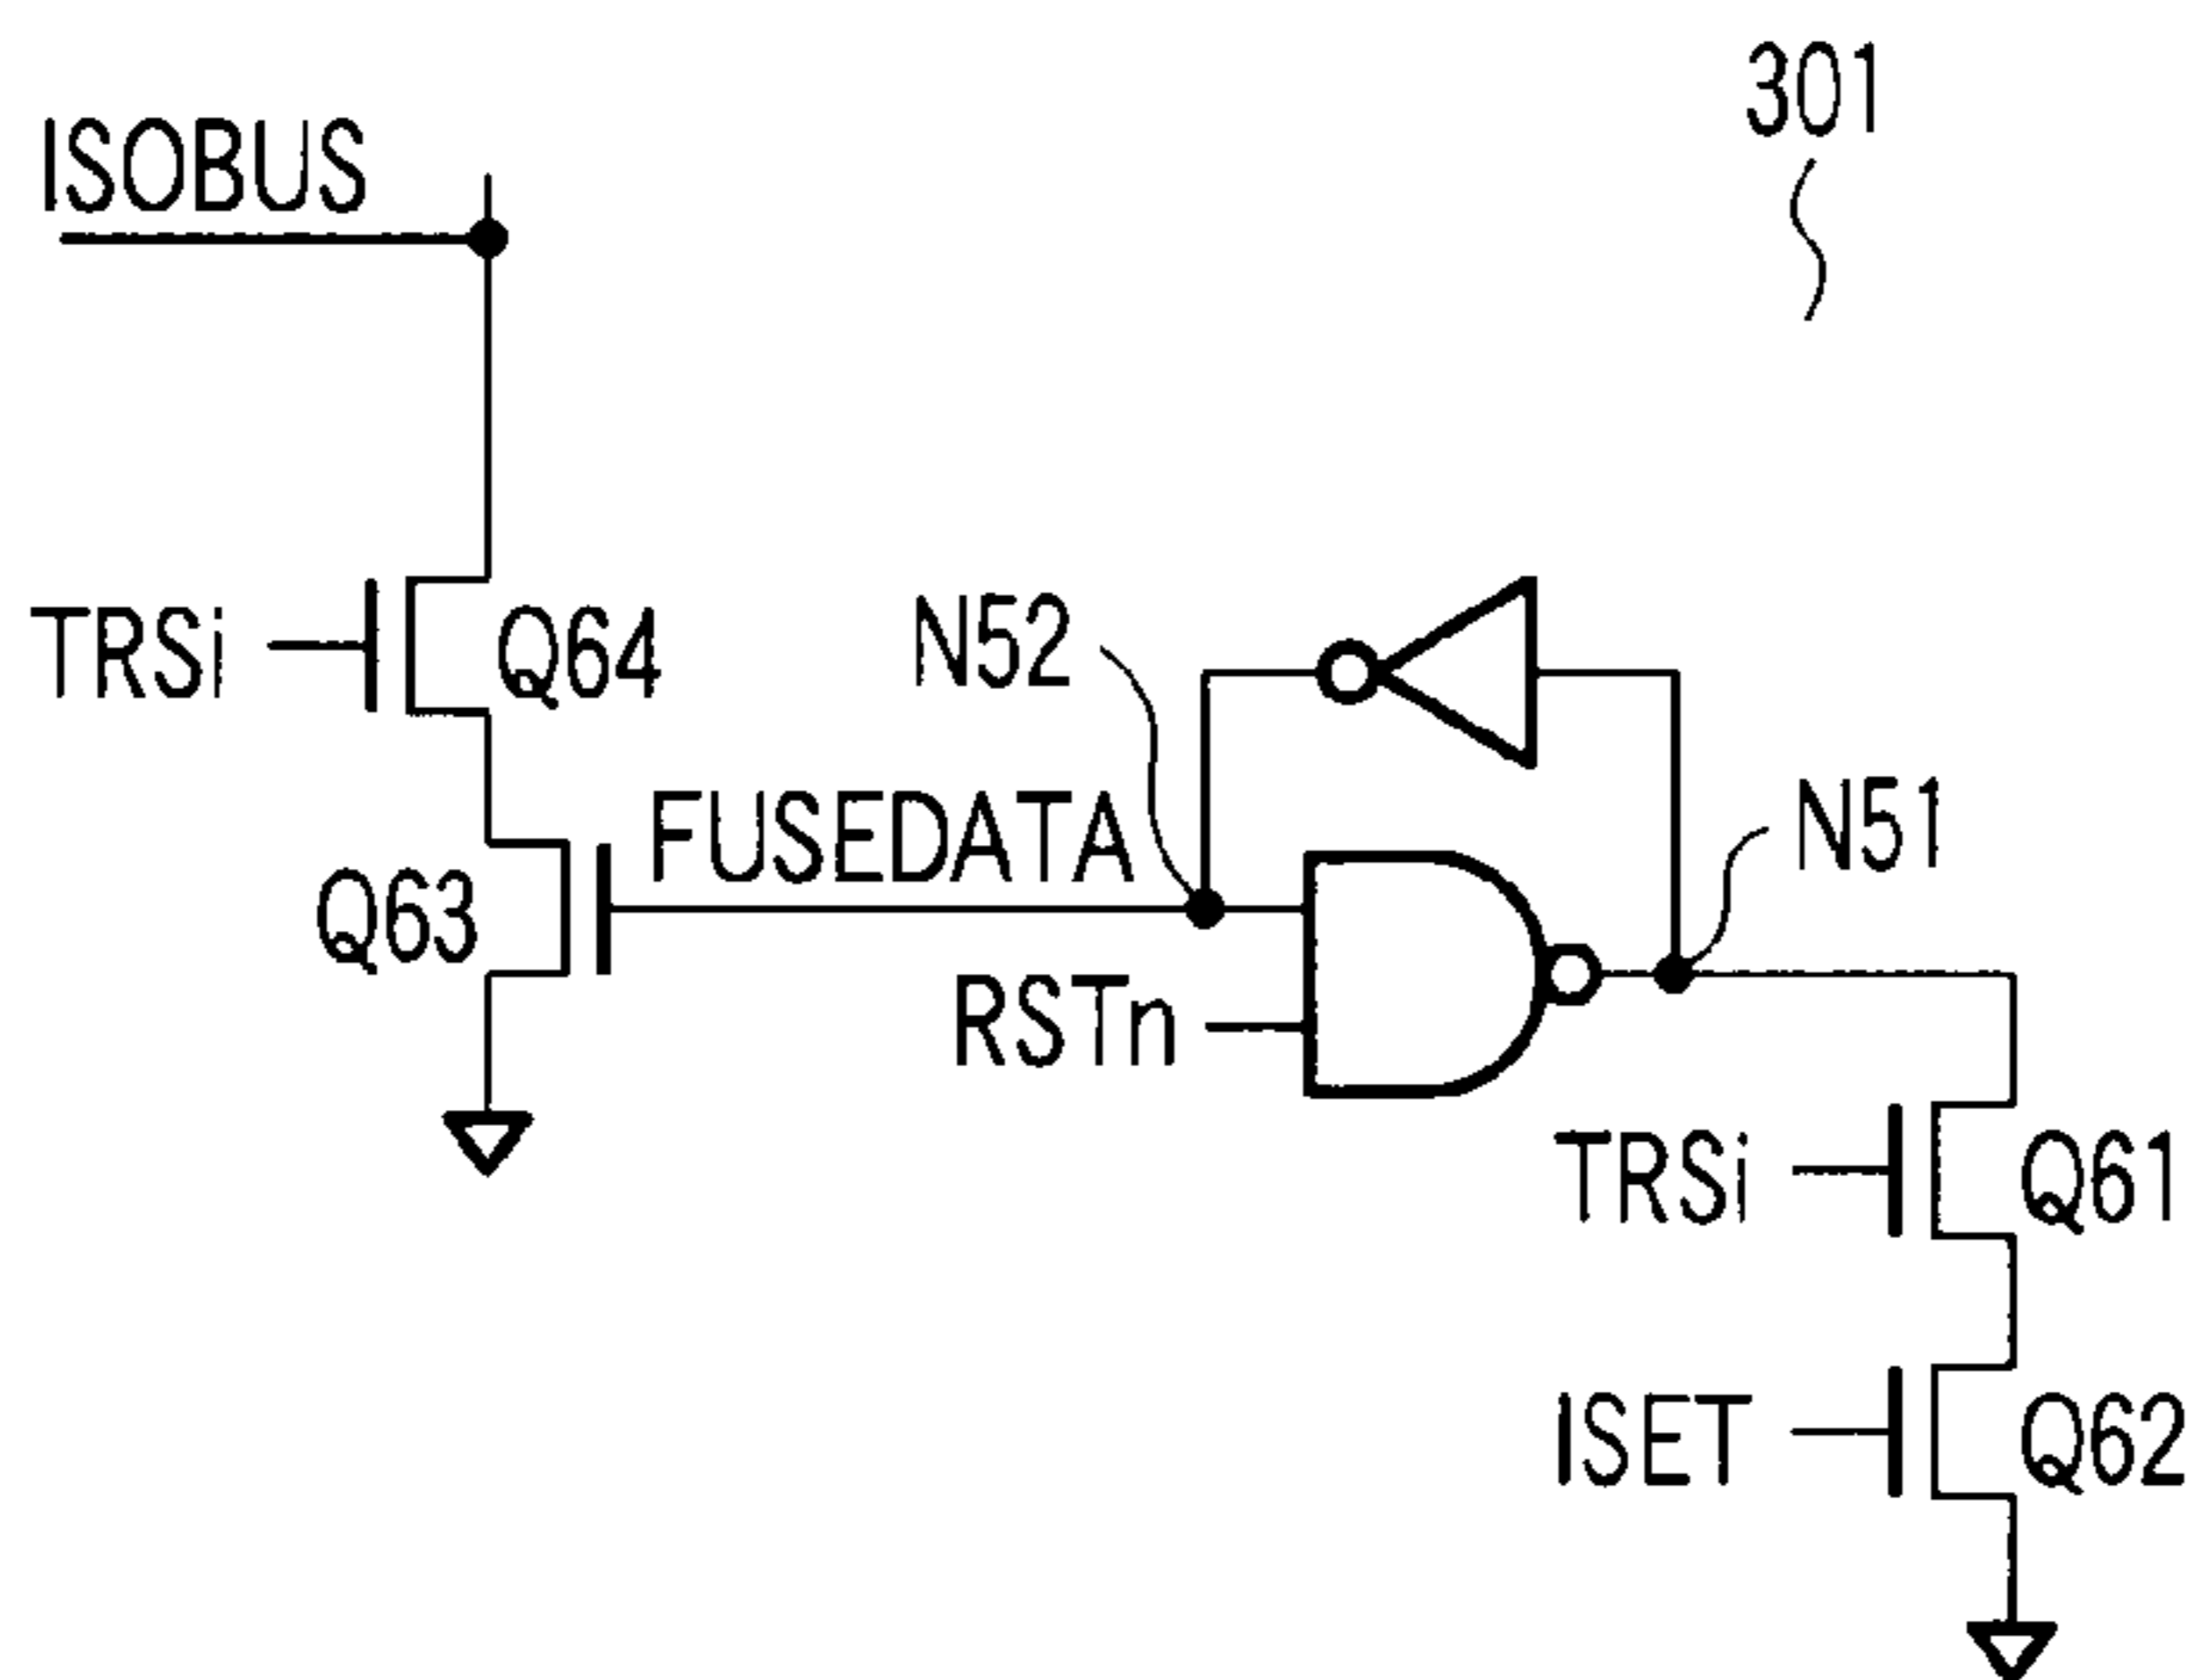 301
ISOBUS
TRSi
Q64
N52
N51
FUSEDATA
Q63
RSTn
TRSi
Q61
ISET
Q62